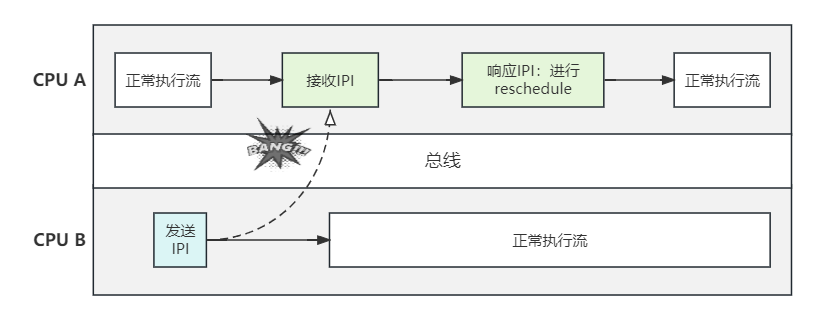 CPU A
正常执行流
接收IPI
响应IPI：进行
reschedule
正常执行流
BANG!!!
总线
CPU B
发送
IPI
正常执行流